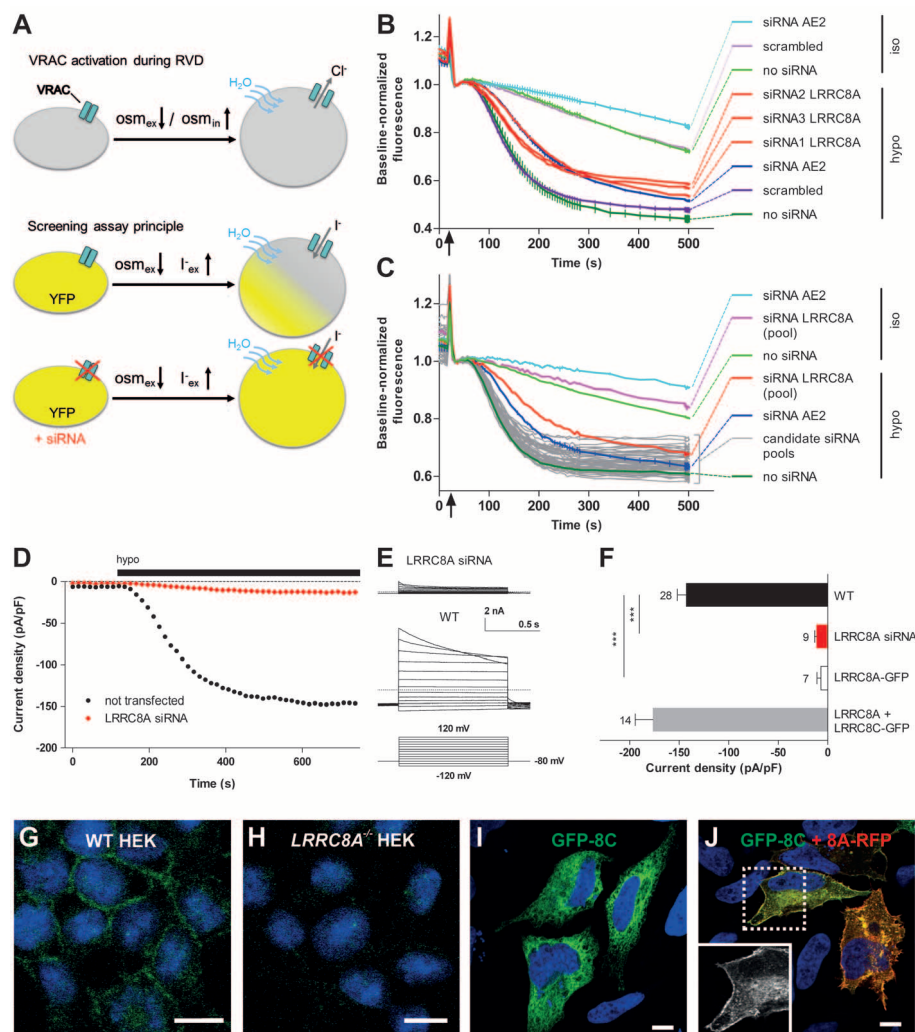 A
VRAC activation during RVD
VRAC
osm_ex↓ / osm_in↑
H₂O
Cl⁻
Screening assay principle
YFP
osm_ex↓ I⁻_ex↑
H₂O
I⁻
YFP
+ siRNA
osm_ex↓ I⁻_ex↑
H₂O
I⁻
B
Baseline-normalized
fluorescence
1.2
1.0
0.8
0.6
0.4
0 100 200 300 400 500
Time (s)
siRNA AE2
scrambled
no siRNA
siRNA2 LRRC8A
siRNA3 LRRC8A
siRNA1 LRRC8A
siRNA AE2
scrambled
no siRNA
iso
hypo
C
Baseline-normalized
fluorescence
1.2
1.0
0.8
0.6
0 100 200 300 400 500
Time (s)
siRNA AE2
siRNA LRRC8A
(pool)
no siRNA
siRNA LRRC8A
(pool)
siRNA AE2
candidate siRNA
pools
no siRNA
iso
hypo
D
hypo
Current density (pA/pF)
0
-50
-100
-150
-200
0 200 400 600
Time (s)
not transfected
LRRC8A siRNA
E
LRRC8A siRNA
WT
2 nA
0.5 s
120 mV
-80 mV
-120 mV
F
28
WT
9
LRRC8A siRNA
7
LRRC8A-GFP
14
LRRC8A +
LRRC8C-GFP
***
***
-200 -150 -100 -50 0
Current density (pA/pF)
G
WT HEK
H
LRRC8A⁻/⁻ HEK
I
GFP-8C
J
GFP-8C + 8A-RFP